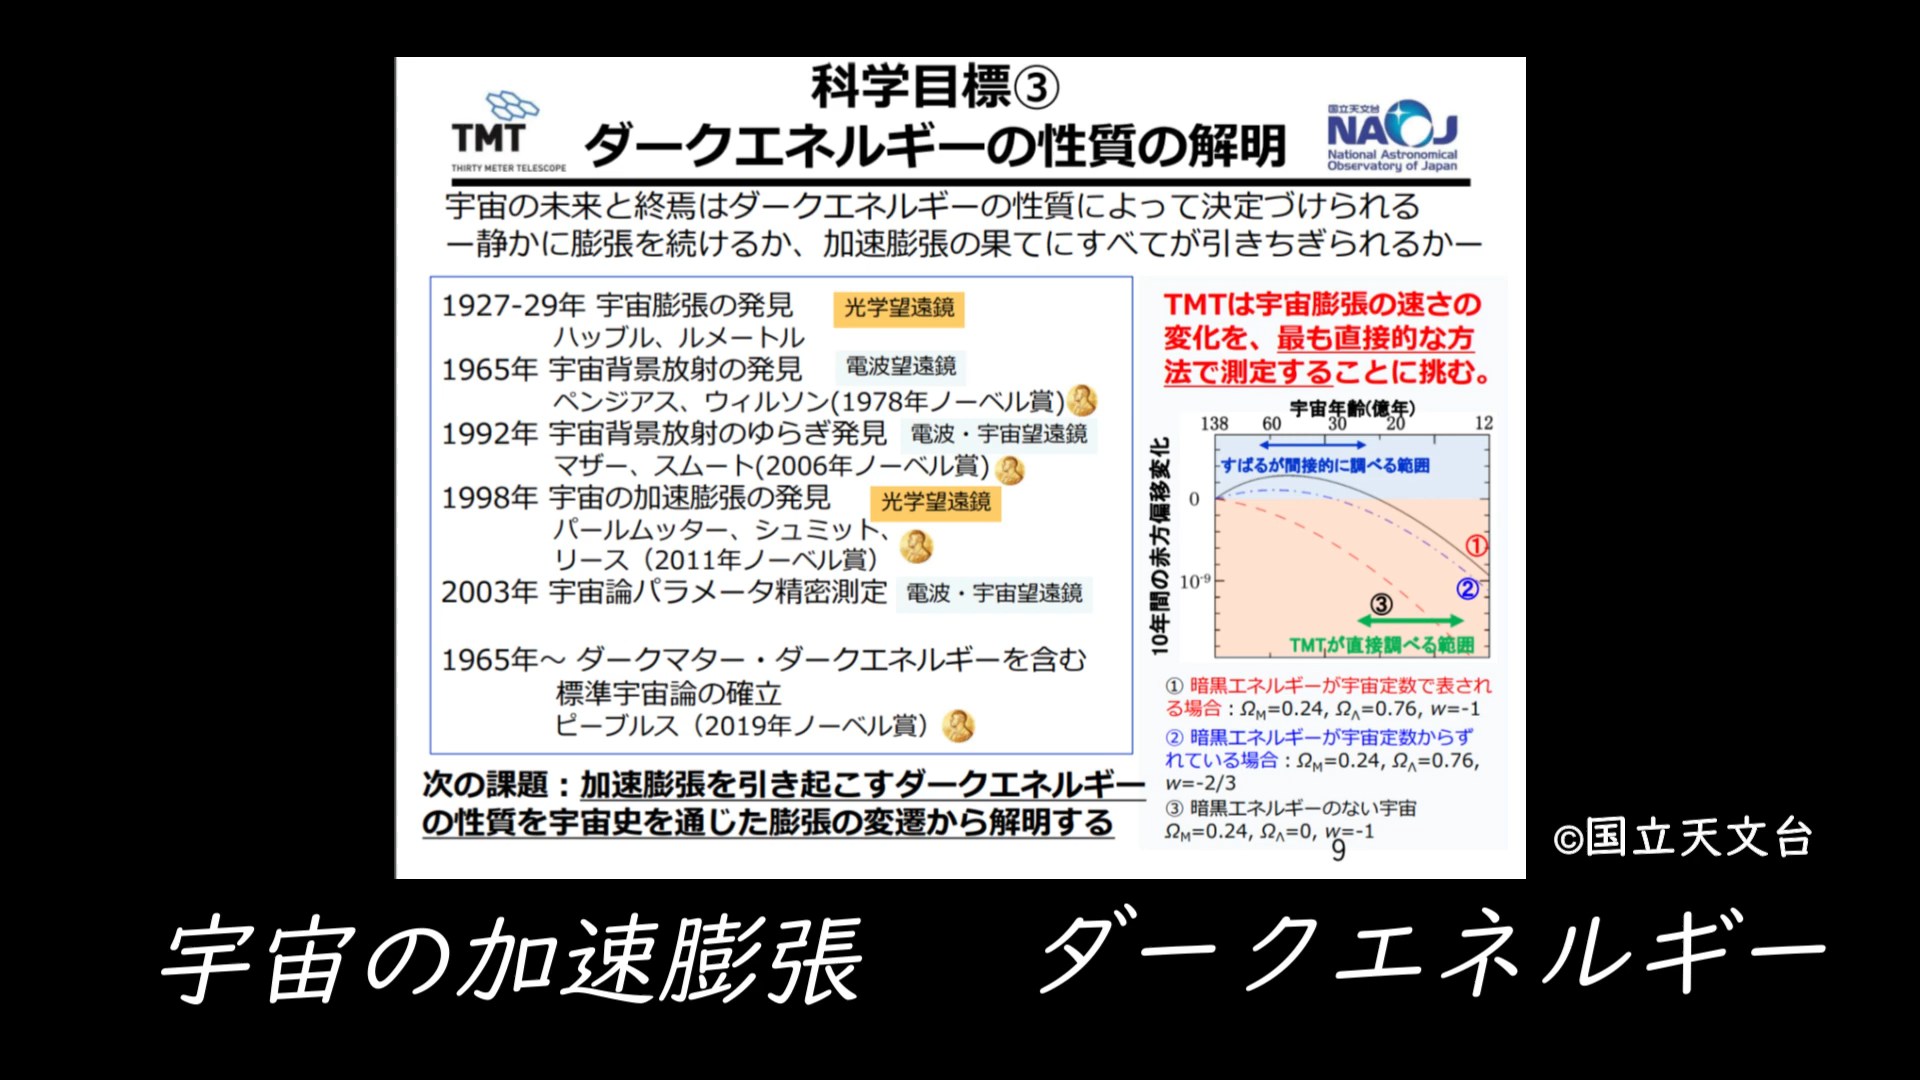 科学目標③
TMT
THIRTY METER TELESCOPE
ダークエネルギーの性質の解明
国立天文台
NAOJ
National Astronomical
Observatory of Japan
宇宙の未来と終焉はダークエネルギーの性質によって決定づけられる
ー静かに膨張を続けるか、加速膨張の果てにすべてが引きちぎられるかー
1927-29年 宇宙膨張の発見 光学望遠鏡
ハッブル、ルメートル
1965年 宇宙背景放射の発見 電波望遠鏡
ペンジアス、ウィルソン(1978年ノーベル賞)
1992年 宇宙背景放射のゆらぎ発見 電波・宇宙望遠鏡
マザー、スムート(2006年ノーベル賞)
1998年 宇宙の加速膨張の発見 光学望遠鏡
パールムッター、シュミット、
リース（2011年ノーベル賞）
2003年 宇宙論パラメータ精密測定 電波・宇宙望遠鏡
1965年～ ダークマター・ダークエネルギーを含む
標準宇宙論の確立
ピーブルス（2019年ノーベル賞）
次の課題：加速膨張を引き起こすダークエネルギー
の性質を宇宙史を通じた膨張の変遷から解明する
TMTは宇宙膨張の速さの
変化を、最も直接的な方
法で測定することに挑む。
宇宙年齢(億年)
138 60 30 20 12
すばるが間接的に調べる範囲
10年間の赤方偏移変化
0
10-9
①
②
③
TMTが直接調べる範囲
① 暗黒エネルギーが宇宙定数で表され
る場合：ΩM=0.24, ΩΛ=0.76, w=-1
② 暗黒エネルギーが宇宙定数からず
れている場合：ΩM=0.24, ΩΛ=0.76,
w=-2/3
③ 暗黒エネルギーのない宇宙
ΩM=0.24, ΩΛ=0, w=-1
9
©国立天文台
宇宙の加速膨張 ダークエネルギー